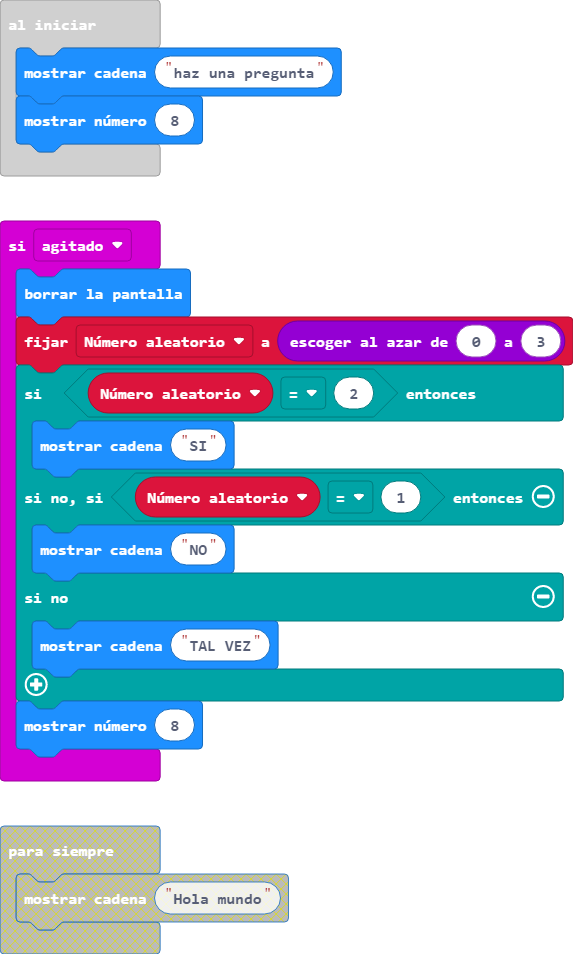 al iniciar
mostrar cadena "haz una pregunta"
mostrar número 8
si agitado
borrar la pantalla
fijar Número aleatorio a escoger al azar de 0 a 3
si Número aleatorio = 2 entonces
mostrar cadena "SI"
si no, si Número aleatorio = 1 entonces
mostrar cadena "NO"
si no
mostrar cadena "TAL VEZ"
mostrar número 8
para siempre
mostrar cadena "Hola mundo"